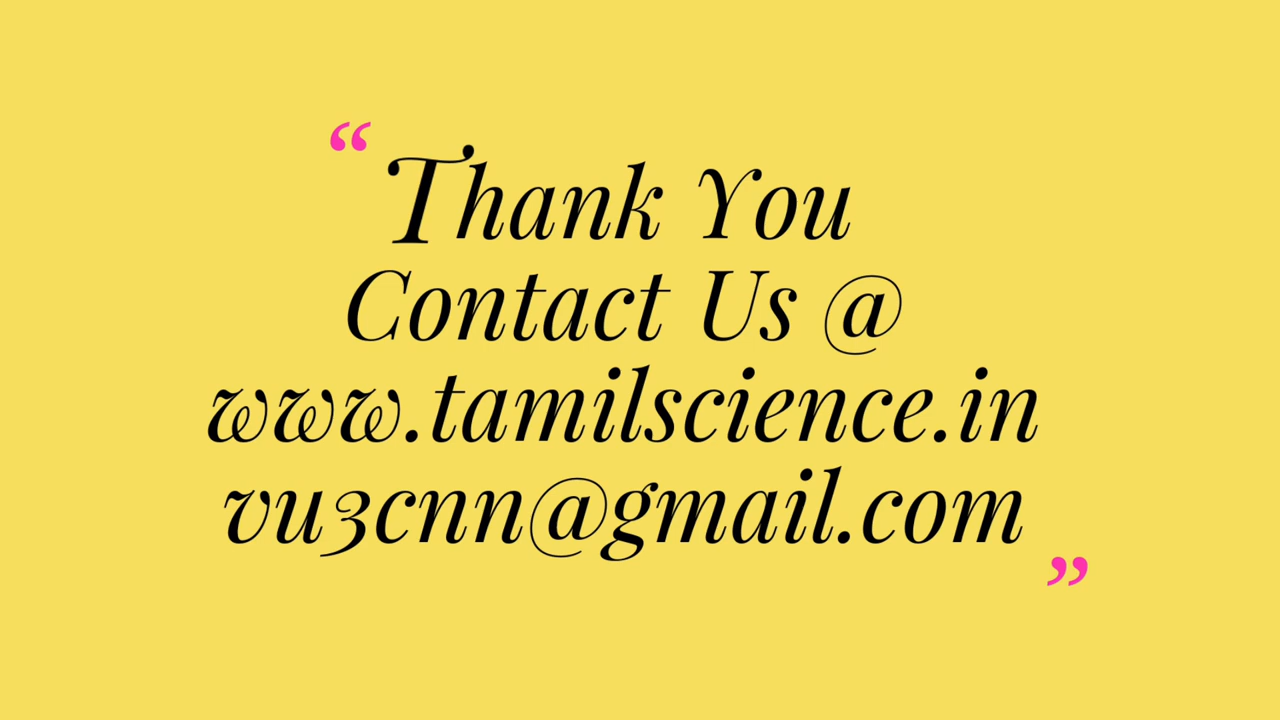 “Thank You
Contact Us @
www.tamilscience.in
vu3cnn@gmail.com”